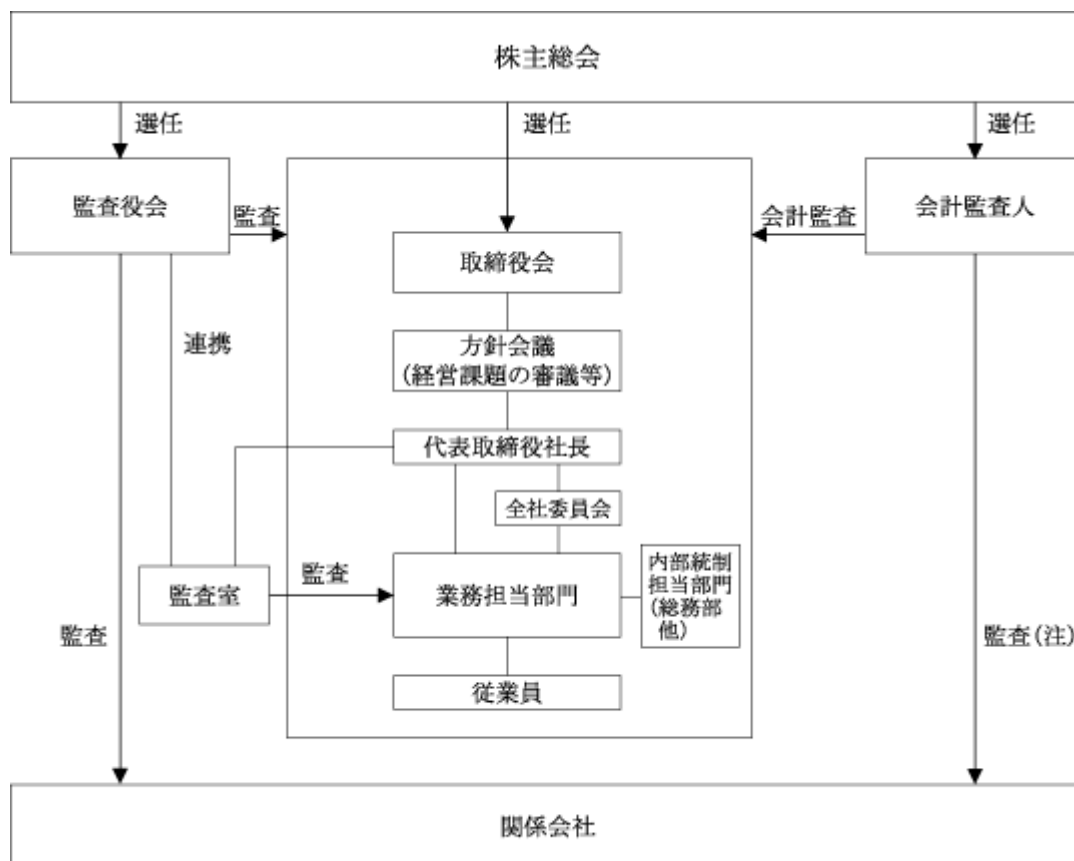 株主総会
選任
選任
選任
監査役会
監査
会計監査
会計監査人
取締役会
連携
方針会議
(経営課題の審議等)
代表取締役社長
全社委員会
監査室
監査
業務担当部門
内部統制
担当部門
(総務部
他)
監査
監査(注)
従業員
関係会社